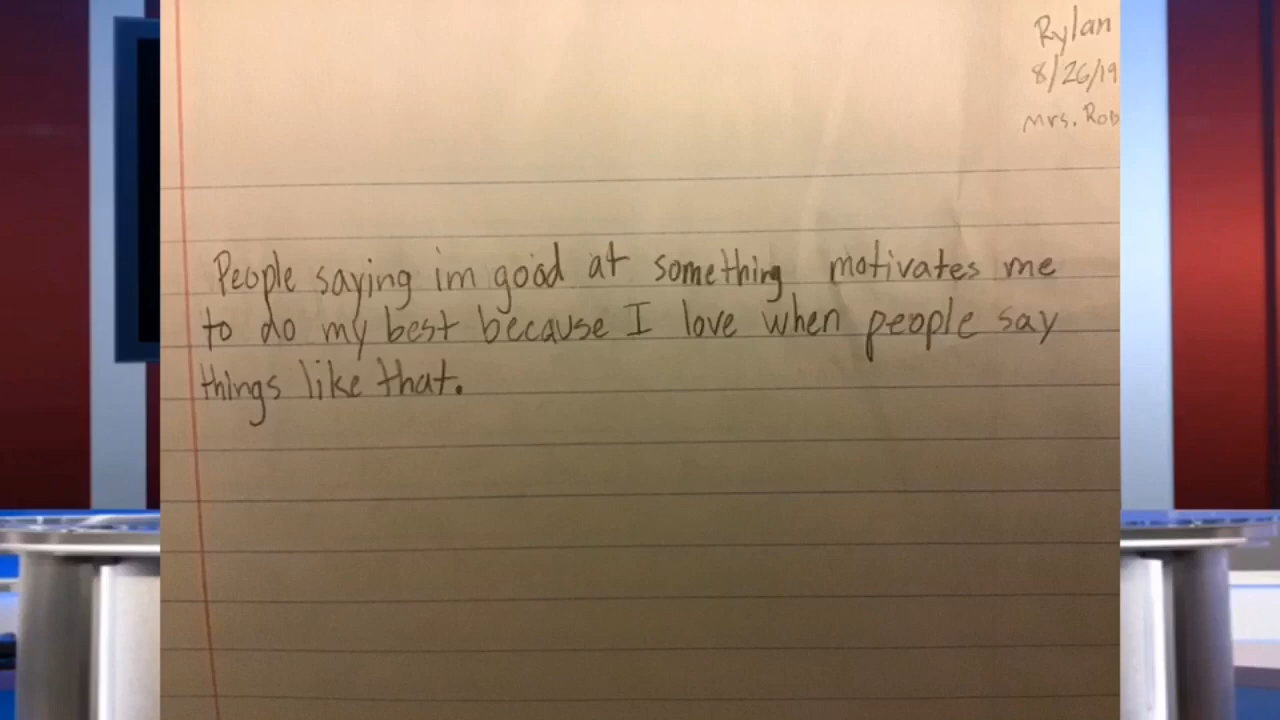 Rylan
8/26/19
Mrs. Rob
People saying im good at something motivates me
to do my best because I love when people say
things like that.